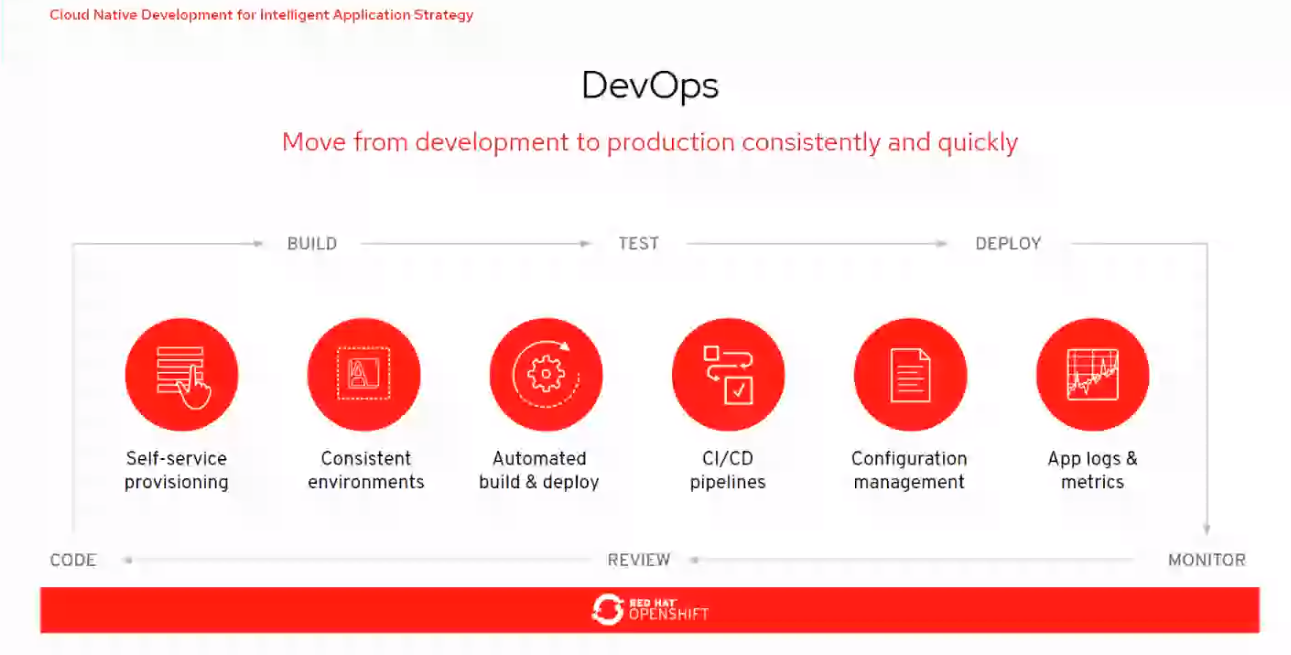 Cloud Native Development for Intelligent Application Strategy
DevOps
Move from development to production consistently and quickly
BUILD
TEST
DEPLOY
Self-service
provisioning
Consistent
environments
Automated
build & deploy
CI/CD
pipelines
Configuration
management
App logs &
metrics
CODE
REVIEW
MONITOR
RED HAT
OPENSHIFT